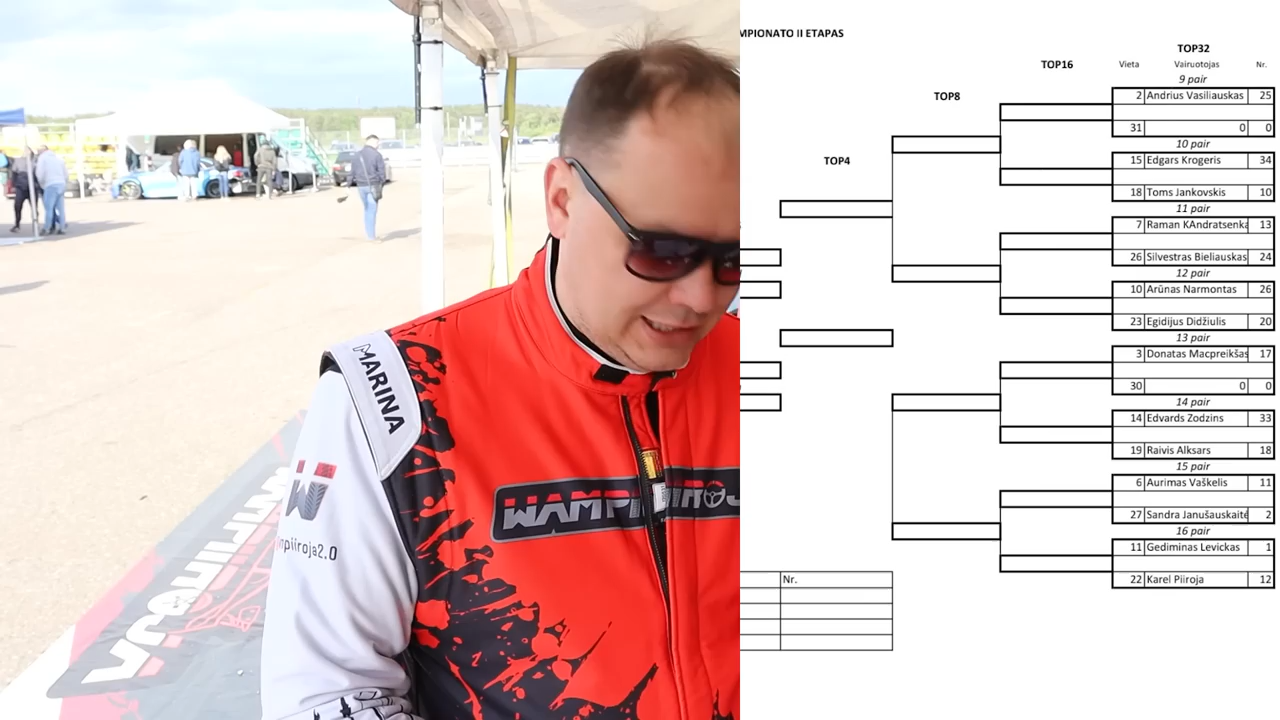 MARINA
WAMPIIROJA
mpiiroja2.0
WAMPIIROJA
MPIONATO II ETAPAS
TOP32
TOP16
Vieta Vairuotojas Nr.
9 pair
TOP8
2 Andrius Vasiliauskas 25
31 0 0
10 pair
TOP4
15 Edgars Krogeris 34
18 Toms Jankovskis 10
11 pair
7 Raman KAndratsenka 13
26 Silvestras Bieliauskas 24
12 pair
10 Arūnas Narmontas 26
23 Egidijus Didžiulis 20
13 pair
3 Donatas Macpreikšas 17
30 0 0
14 pair
14 Edvards Zodzins 33
19 Raivis Alksars 18
15 pair
6 Aurimas Vaškelis 11
27 Sandra Janušauskaitė 2
16 pair
11 Gediminas Levickas 1
22 Karel Piiroja 12
Nr.